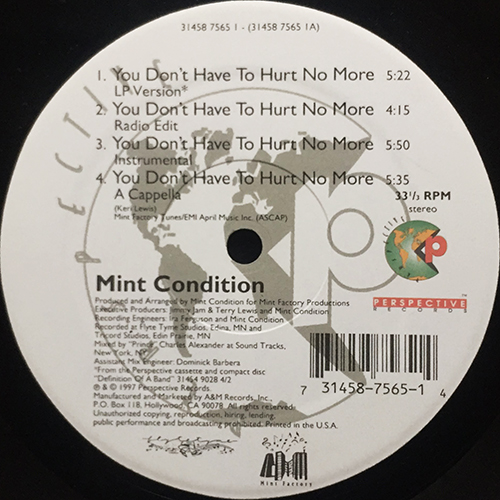 31458 7565 1 - (31458 7565 1A)
PERSPECTIVE
1. You Don't Have To Hurt No More 5:22
LP Version*
2. You Don't Have To Hurt No More 4:15
Radio Edit
3. You Don't Have To Hurt No More 5:50
Instrumental
4. You Don't Have To Hurt No More 5:35
A Cappella
(Keri Lewis)
Mint Factory Tunes/EMI April Music Inc. (ASCAP)
33⅓ RPM
stereo
p
PERSPECTIVE
RECORDS
Mint Condition
Produced and Arranged by Mint Condition for Mint Factory Productions
Executive Producers: Jimmy Jam & Terry Lewis and Mint Condition
Recording Engineers: Ira Ferguson and Mint Condition
Recorded at Flyte Tyme Studios, Edina, MN and
Tricord Studios, Edin Prairie, MN
Mixed by "Prince" Charles Alexander at Sound Tracks,
New York, NY
Assistant Mix Engineer: Dominick Barbera
*From the Perspective cassette and compact disc
"Definition Of A Band" 31454 9028 4/2
℗ & © 1997 Perspective Records.
Manufactured and Marketed by A&M Records, Inc.,
P.O. Box 118, Hollywood, CA 90078. All rights reserved.
Unauthorized copying, reproduction, hiring, lending,
public performance and broadcasting prohibited. Printed in the U.S.A.
7 31458-7565-1 4
Mint Factory